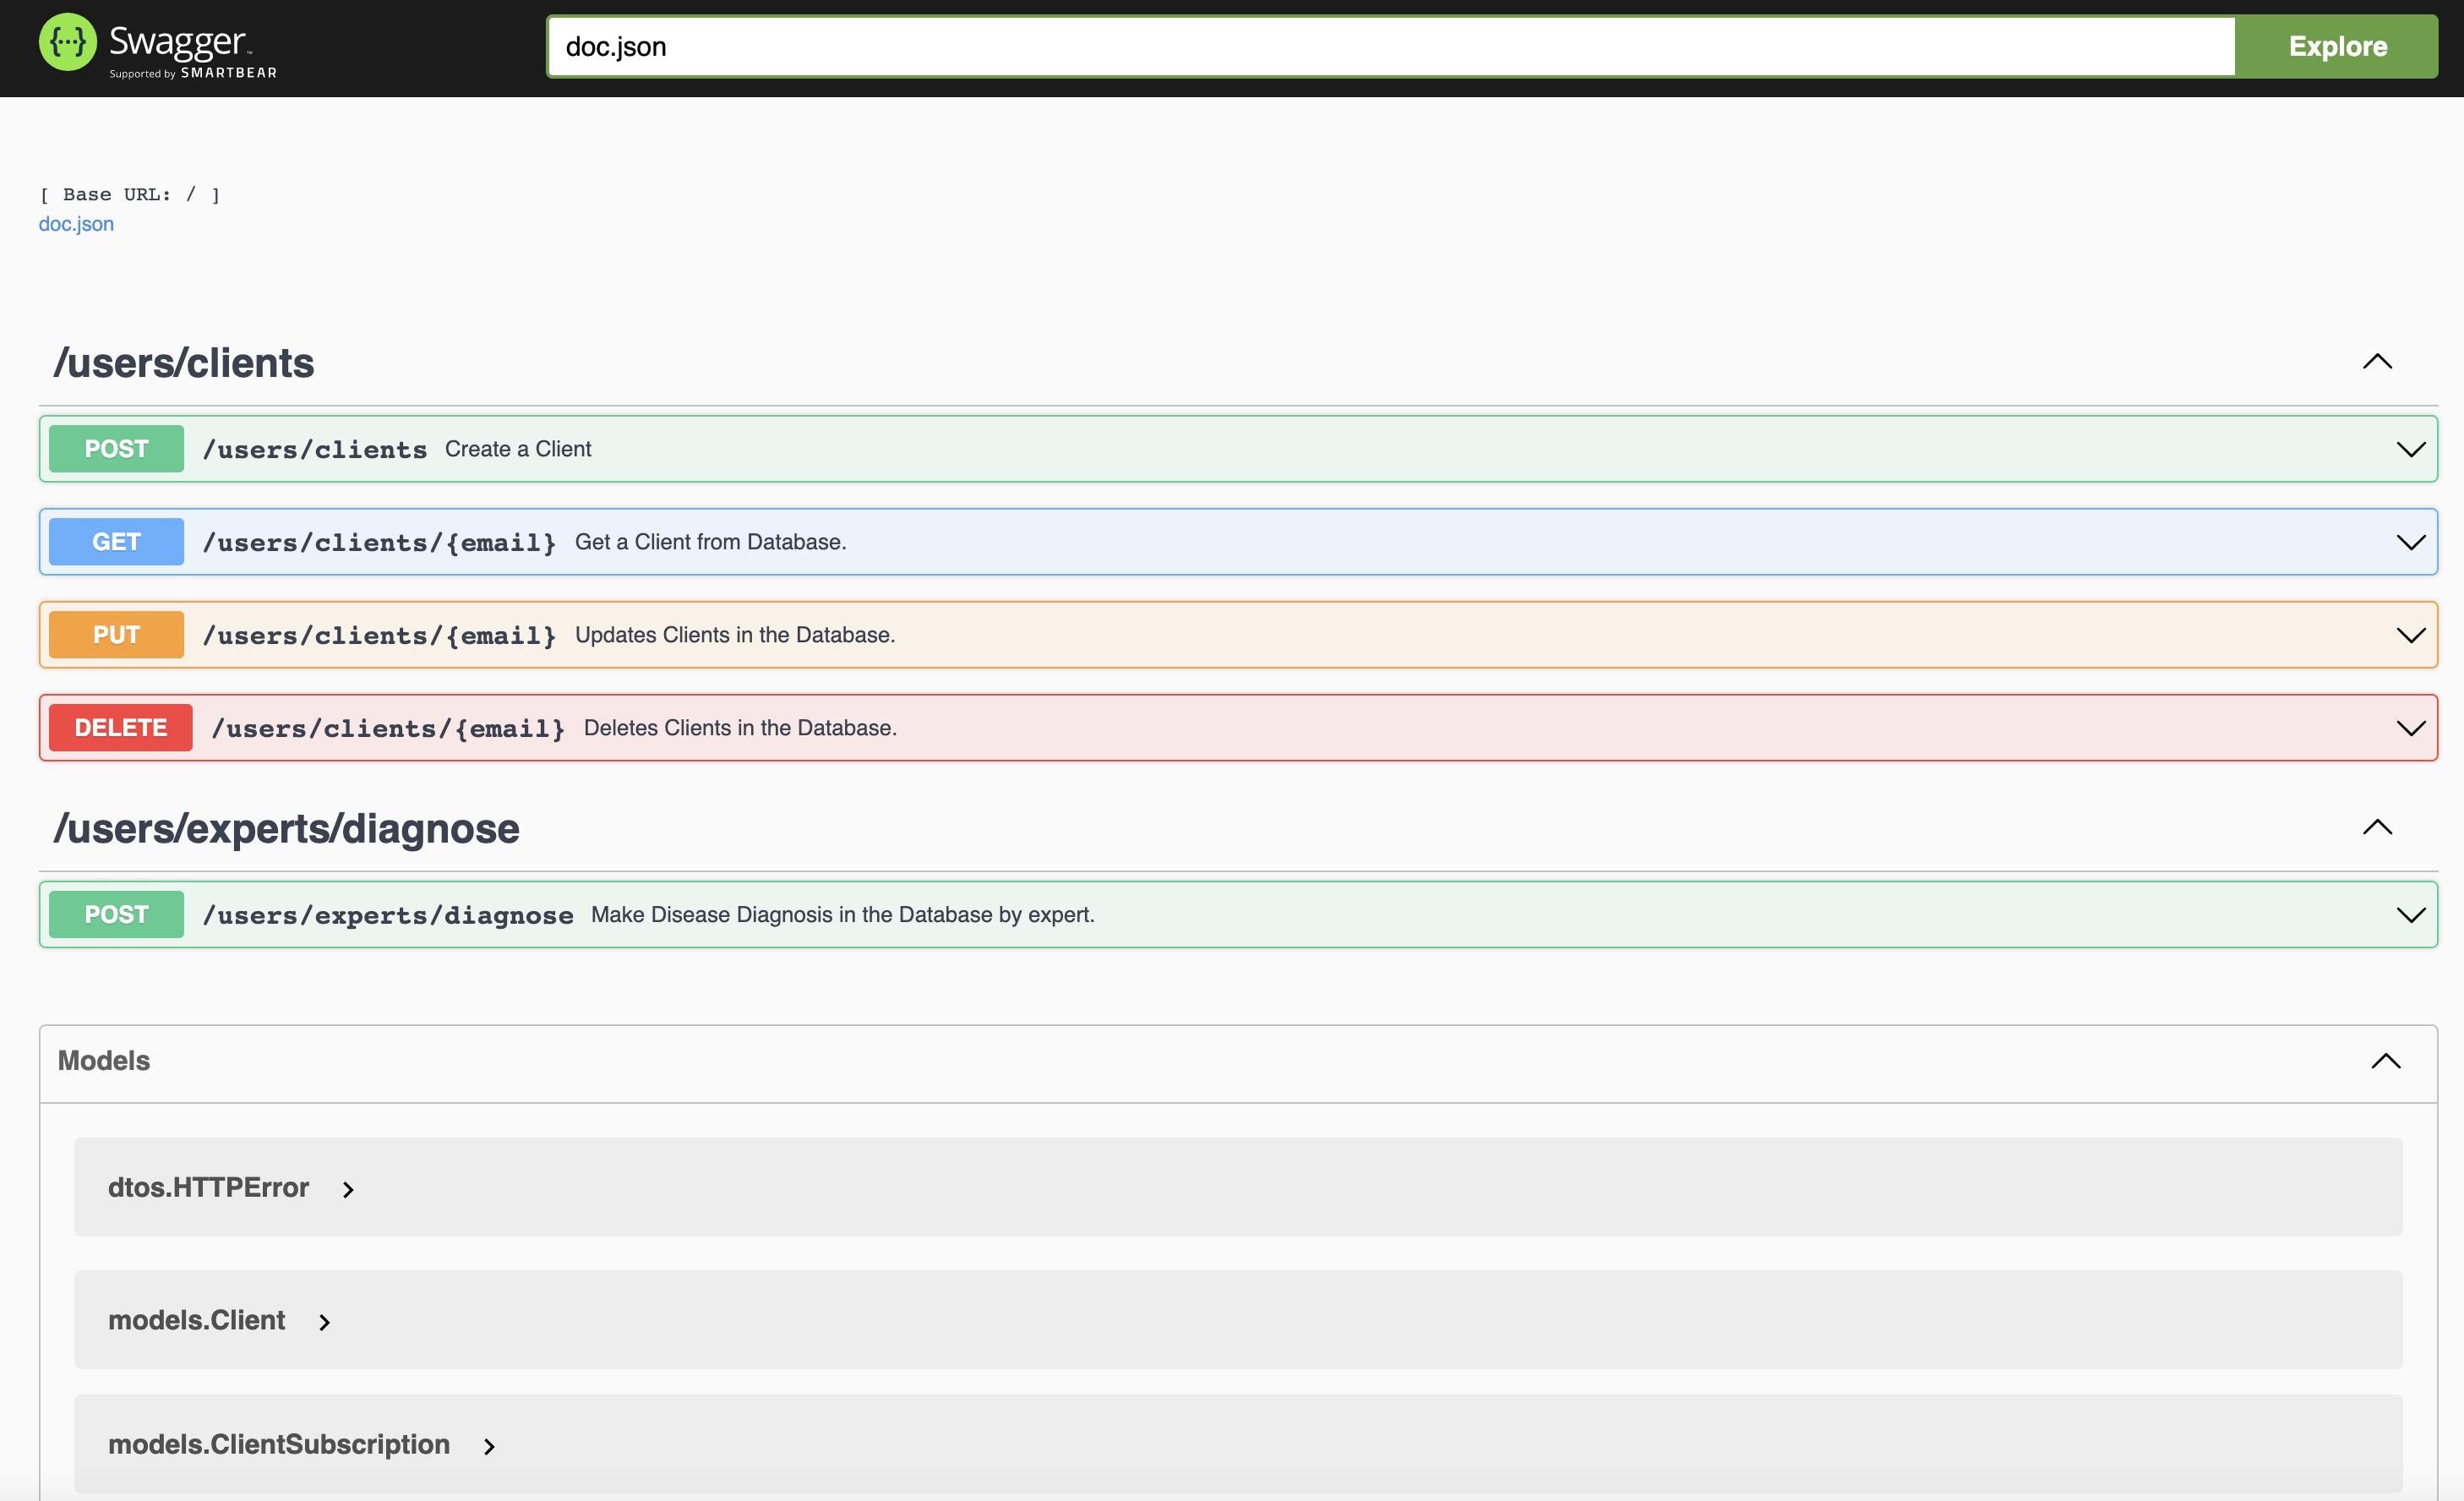 {···} Swagger™
Supported by SMARTBEAR
doc.json
Explore
[ Base URL: / ]
doc.json
/users/clients
POST /users/clients Create a Client
GET /users/clients/{email} Get a Client from Database.
PUT /users/clients/{email} Updates Clients in the Database.
DELETE /users/clients/{email} Deletes Clients in the Database.
/users/experts/diagnose
POST /users/experts/diagnose Make Disease Diagnosis in the Database by expert.
Models
dtos.HTTPError
models.Client
models.ClientSubscription